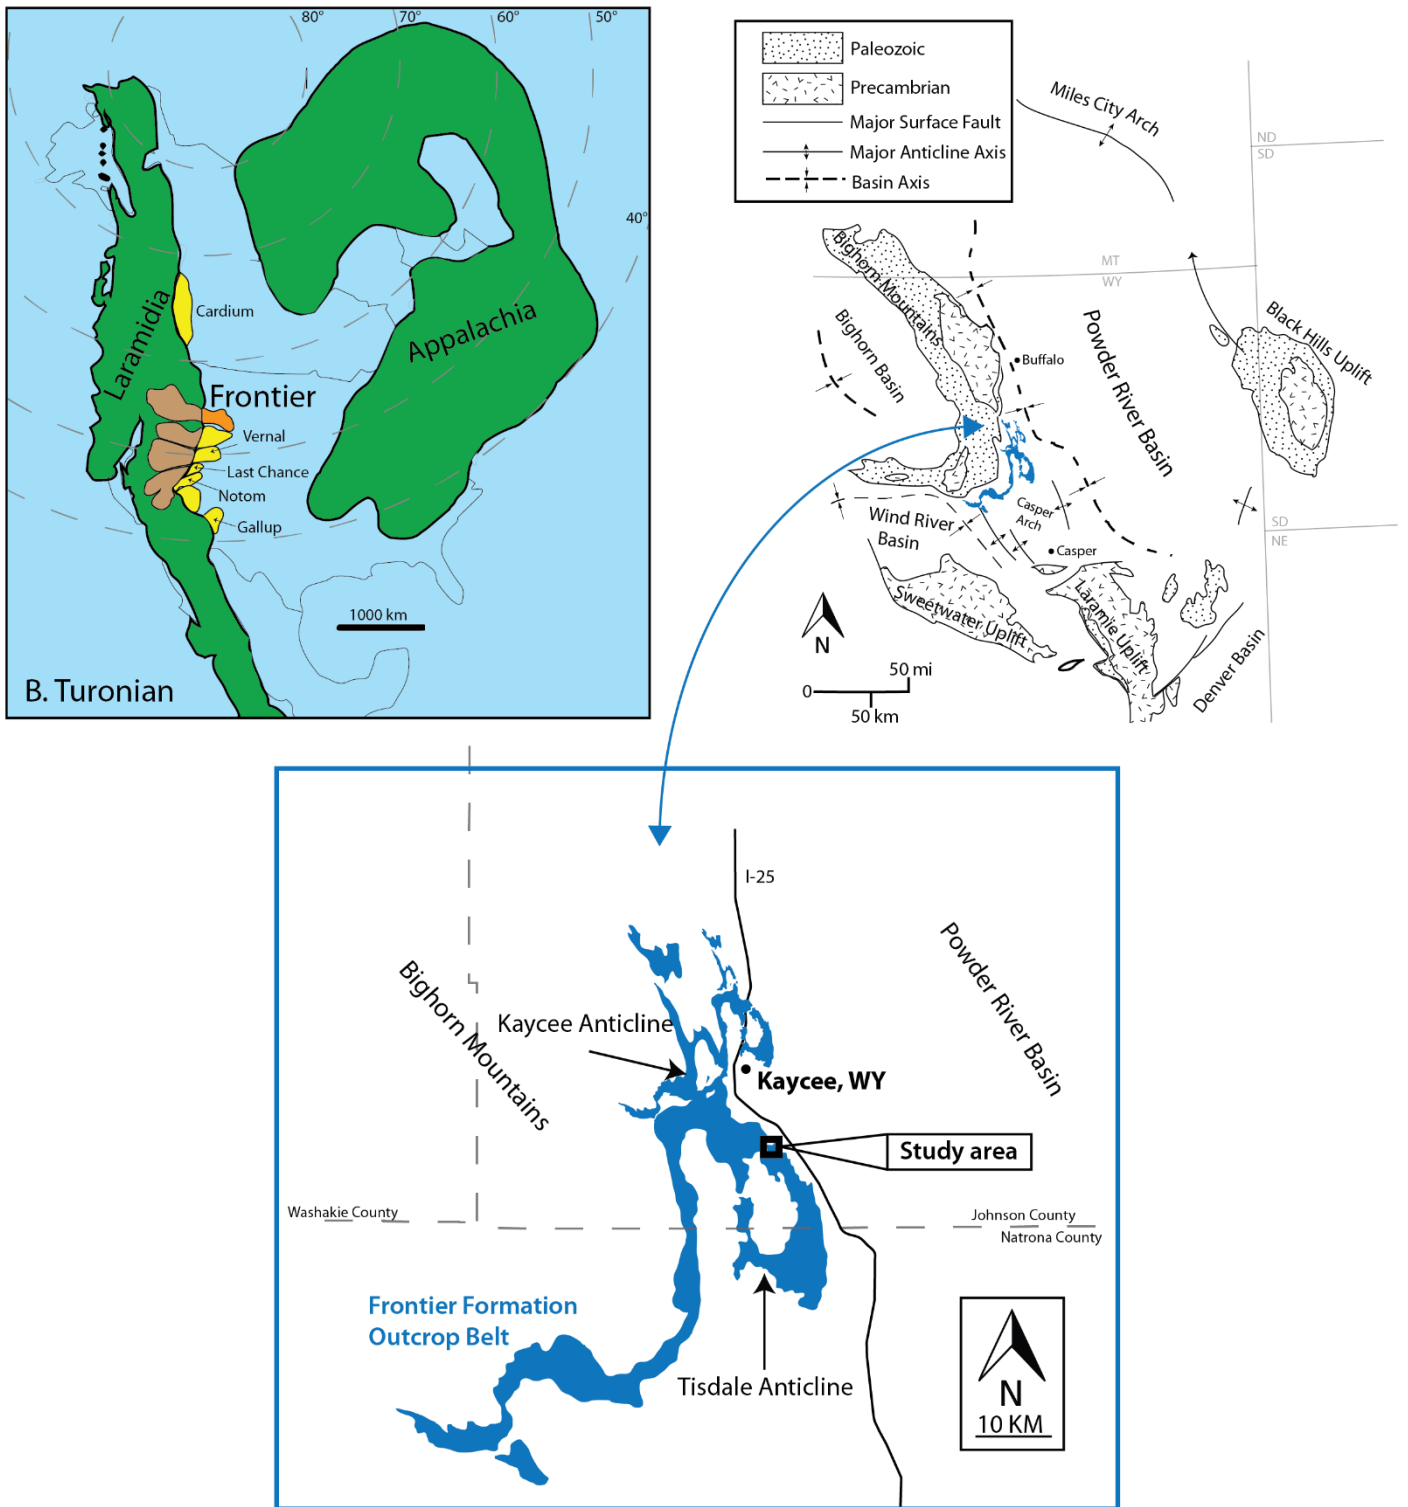 80°
70°
60°
50°
40°
Laramidia
Appalachia
Cardium
Frontier
Vernal
Last Chance
Notom
Gallup
1000 km
B. Turonian
Paleozoic
Precambrian
Major Surface Fault
Major Anticline Axis
Basin Axis
Miles City Arch
ND
SD
MT
WY
Bighorn Mountains
Bighorn Basin
Buffalo
Powder River Basin
Black Hills Uplift
Wind River
Basin
Casper
Arch
Casper
SD
NE
Sweetwater Uplift
Laramie Uplift
Denver Basin
N
50 mi
0
50 km
I-25
Bighorn Mountains
Powder River Basin
Kaycee Anticline
Kaycee, WY
Study area
Washakie County
Johnson County
Natrona County
Frontier Formation
Outcrop Belt
Tisdale Anticline
N
10 KM